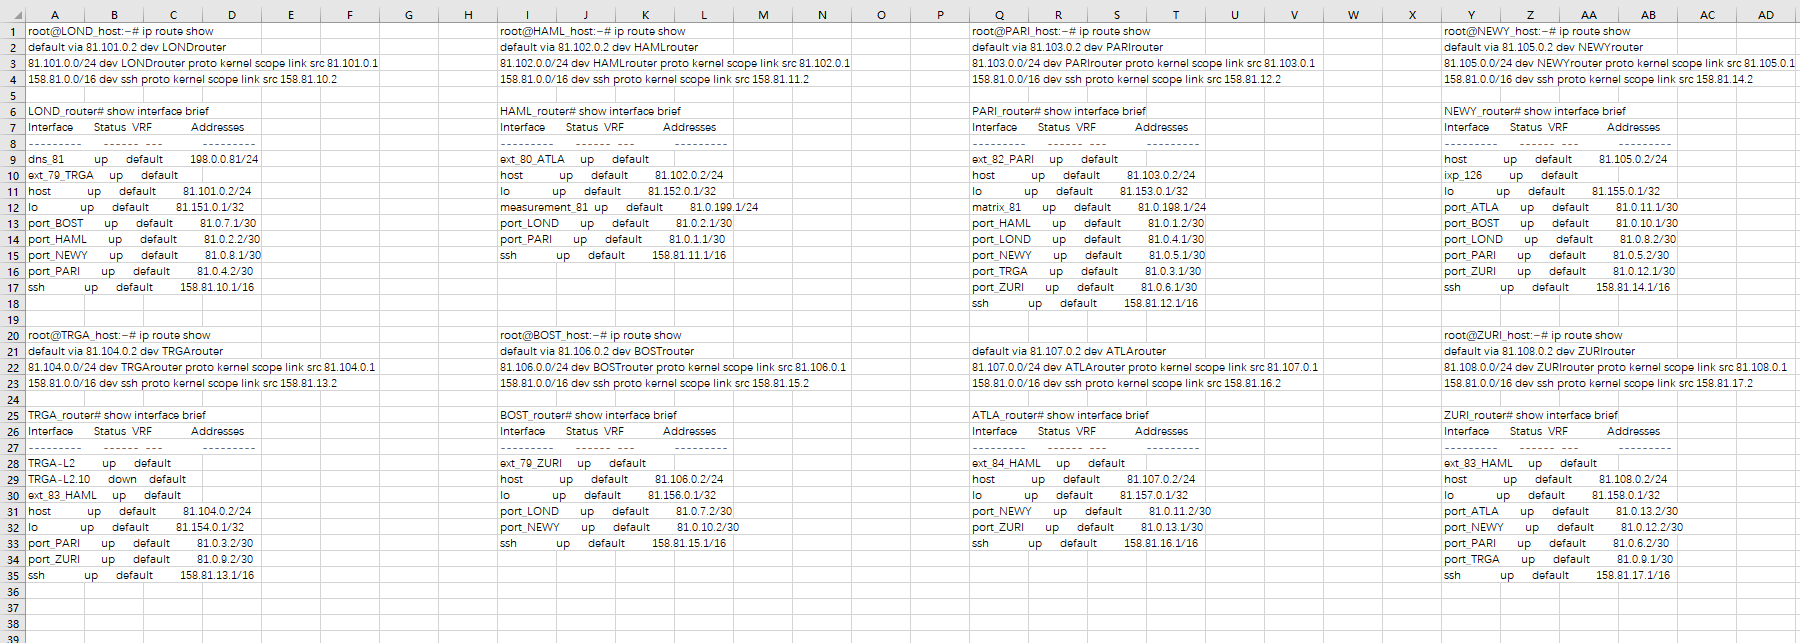 A B C D E F G H I J K L M N O P Q R S T U V W X Y Z AA AB AC AD
1 root@LOND_host:~# ip route show root@HAML_host:~# ip route show root@PARI_host:~# ip route show root@NEWY_host:~# ip route show
2 default via 81.101.0.2 dev LONDrouter default via 81.102.0.2 dev HAMLrouter default via 81.103.0.2 dev PARIrouter default via 81.105.0.2 dev NEWYrouter
3 81.101.0.0/24 dev LONDrouter proto kernel scope link src 81.101.0.1 81.102.0.0/24 dev HAMLrouter proto kernel scope link src 81.102.0.1 81.103.0.0/24 dev PARIrouter proto kernel scope link src 81.103.0.1 81.105.0.0/24 dev NEWYrouter proto kernel scope link src 81.105.0.1
4 158.81.0.0/16 dev ssh proto kernel scope link src 158.81.10.2 158.81.0.0/16 dev ssh proto kernel scope link src 158.81.11.2 158.81.0.0/16 dev ssh proto kernel scope link src 158.81.12.2 158.81.0.0/16 dev ssh proto kernel scope link src 158.81.14.2
5
6 LOND_router# show interface brief HAML_router# show interface brief PARI_router# show interface brief NEWY_router# show interface brief
7 Interface Status VRF Addresses Interface Status VRF Addresses Interface Status VRF Addresses Interface Status VRF Addresses
8 --------- ------ --- --------- --------- ------ --- --------- --------- ------ --- --------- --------- ------ --- ---------
9 dns_81 up default 198.0.0.81/24 ext_80_ATLA up default ext_82_PARI up default host up default 81.105.0.2/24
10 ext_79_TRGA up default host up default 81.102.0.2/24 host up default 81.103.0.2/24 ixp_126 up default
11 host up default 81.101.0.2/24 lo up default 81.152.0.1/32 lo up default 81.153.0.1/32 lo up default 81.155.0.1/32
12 lo up default 81.151.0.1/32 measurement_81 up default 81.0.199.1/24 matrix_81 up default 81.0.198.1/24 port_ATLA up default 81.0.11.1/30
13 port_BOST up default 81.0.7.1/30 port_LOND up default 81.0.2.1/30 port_HAML up default 81.0.1.2/30 port_BOST up default 81.0.10.1/30
14 port_HAML up default 81.0.2.2/30 port_PARI up default 81.0.1.1/30 port_LOND up default 81.0.4.1/30 port_LOND up default 81.0.8.2/30
15 port_NEWY up default 81.0.8.1/30 ssh up default 158.81.11.1/16 port_NEWY up default 81.0.5.1/30 port_PARI up default 81.0.5.2/30
16 port_PARI up default 81.0.4.2/30 port_TRGA up default 81.0.3.1/30 port_ZURI up default 81.0.12.1/30
17 ssh up default 158.81.10.1/16 port_ZURI up default 81.0.6.1/30 ssh up default 158.81.14.1/16
18 ssh up default 158.81.12.1/16
19
20 root@TRGA_host:~# ip route show root@BOST_host:~# ip route show root@ZURI_host:~# ip route show
21 default via 81.104.0.2 dev TRGArouter default via 81.106.0.2 dev BOSTrouter default via 81.107.0.2 dev ATLArouter default via 81.108.0.2 dev ZURIrouter
22 81.104.0.0/24 dev TRGArouter proto kernel scope link src 81.104.0.1 81.106.0.0/24 dev BOSTrouter proto kernel scope link src 81.106.0.1 81.107.0.0/24 dev ATLArouter proto kernel scope link src 81.107.0.1 81.108.0.0/24 dev ZURIrouter proto kernel scope link src 81.108.0.1
23 158.81.0.0/16 dev ssh proto kernel scope link src 158.81.13.2 158.81.0.0/16 dev ssh proto kernel scope link src 158.81.15.2 158.81.0.0/16 dev ssh proto kernel scope link src 158.81.16.2 158.81.0.0/16 dev ssh proto kernel scope link src 158.81.17.2
24
25 TRGA_router# show interface brief BOST_router# show interface brief ATLA_router# show interface brief ZURI_router# show interface brief
26 Interface Status VRF Addresses Interface Status VRF Addresses Interface Status VRF Addresses Interface Status VRF Addresses
27 --------- ------ --- --------- --------- ------ --- --------- --------- ------ --- --------- --------- ------ --- ---------
28 TRGA-L2 up default ext_79_ZURI up default ext_84_HAML up default ext_83_HAML up default
29 TRGA-L2.10 down default host up default 81.106.0.2/24 host up default 81.107.0.2/24 host up default 81.108.0.2/24
30 ext_83_HAML up default lo up default 81.156.0.1/32 lo up default 81.157.0.1/32 lo up default 81.158.0.1/32
31 host up default 81.104.0.2/24 port_LOND up default 81.0.7.2/30 port_NEWY up default 81.0.11.2/30 port_ATLA up default 81.0.13.2/30
32 lo up default 81.154.0.1/32 port_NEWY up default 81.0.10.2/30 port_ZURI up default 81.0.13.1/30 port_NEWY up default 81.0.12.2/30
33 port_PARI up default 81.0.3.2/30 ssh up default 158.81.15.1/16 ssh up default 158.81.16.1/16 port_PARI up default 81.0.6.2/30
34 port_ZURI up default 81.0.9.2/30 port_TRGA up default 81.0.9.1/30
35 ssh up default 158.81.13.1/16 ssh up default 158.81.17.1/16
36
37
38
39